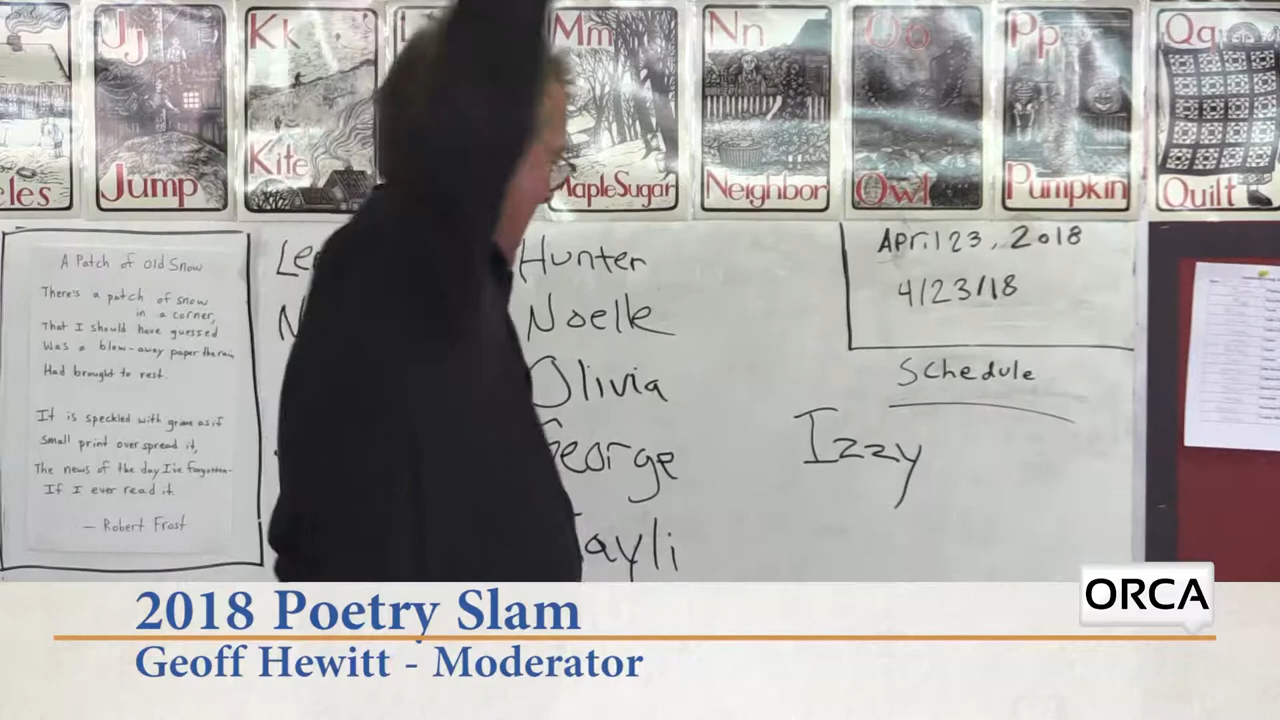 Jj
Kk
Mm
Nn
Oo
Pp
Qq
Jump
Kite
MapleSugar
Neighbor
Owl
Pumpkin
Quilt
A Patch of Old Snow
There's a patch of snow
in a corner,
That I should have guessed
Was a blow-away paper the rain
Had brought to rest.
It is speckled with grime as if
Small print overspread it,
The news of the day I've forgotten-
If I ever read it.
— Robert Frost
Hunter
Noelle
Olivia
George
ayli
April 23, 2018
4/23/18
Schedule
Izzy
ORCA
2018 Poetry Slam
Geoff Hewitt - Moderator